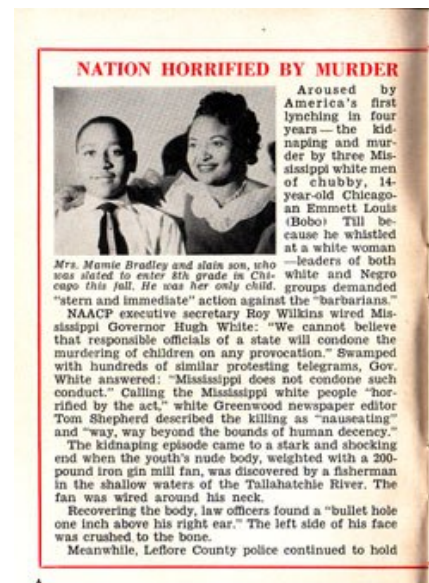 NATION HORRIFIED BY MURDER
Aroused by
America's first
lynching in four
years — the kid-
naping and mur-
der by three Mis-
sissippi white men
of chubby, 14-
year-old Chicago-
an Emmett Louis
(Bobo) Till be-
cause he whistled
at a white woman
—leaders of both
white and Negro
groups demanded
Mrs. Mamie Bradley and slain son, who
was slated to enter 8th grade in Chi-
cago this fall. He was her only child.
"stern and immediate" action against the "barbarians."
NAACP executive secretary Roy Wilkins wired Mis-
sissippi Governor Hugh White: "We cannot believe
that responsible officials of a state will condone the
murdering of children on any provocation." Swamped
with hundreds of similar protesting telegrams, Gov.
White answered: "Mississippi does not condone such
conduct." Calling the Mississippi white people "hor-
rified by the act," white Greenwood newspaper editor
Tom Shepherd described the killing as "nauseating"
and "way, way beyond the bounds of human decency."
The kidnaping episode came to a stark and shocking
end when the youth's nude body, weighted with a 200-
pound iron gin mill fan, was discovered by a fisherman
in the shallow waters of the Tallahatchie River. The
fan was wired around his neck.
Recovering the body, law officers found a "bullet hole
one inch above his right ear." The left side of his face
was crushed to the bone.
Meanwhile, Leflore County police continued to hold